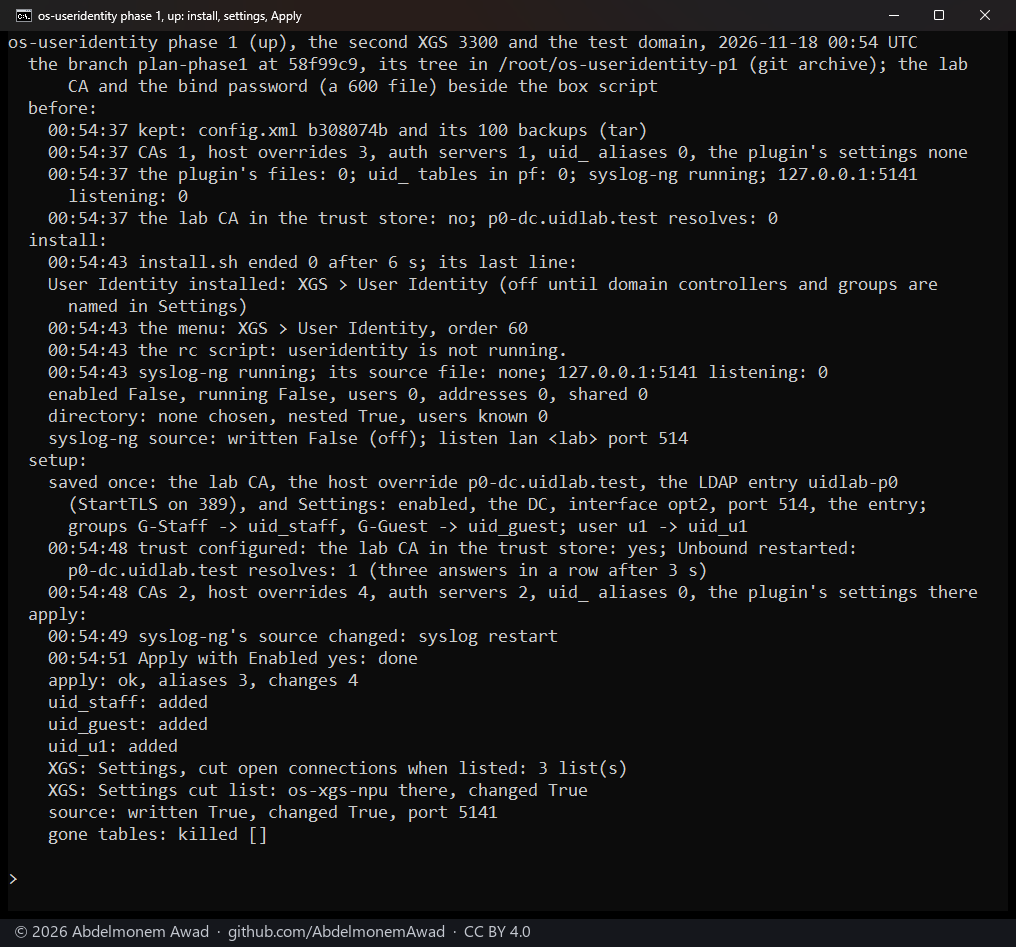 os-useridentity phase 1, up: install, settings, Apply
os-useridentity phase 1 (up), the second XGS 3300 and the test domain, 2026-11-18 00:54 UTC
the branch plan-phase1 at 58f99c9, its tree in /root/os-useridentity-p1 (git archive); the lab
CA and the bind password (a 600 file) beside the box script
before:
00:54:37 kept: config.xml b308074b and its 100 backups (tar)
00:54:37 CAs 1, host overrides 3, auth servers 1, uid_ aliases 0, the plugin's settings none
00:54:37 the plugin's files: 0; uid_ tables in pf: 0; syslog-ng running; 127.0.0.1:5141
listening: 0
00:54:37 the lab CA in the trust store: no; p0-dc.uidlab.test resolves: 0
install:
00:54:43 install.sh ended 0 after 6 s; its last line:
User Identity installed: XGS > User Identity (off until domain controllers and groups are
named in Settings)
00:54:43 the menu: XGS > User Identity, order 60
00:54:43 the rc script: useridentity is not running.
00:54:43 syslog-ng running; its source file: none; 127.0.0.1:5141 listening: 0
enabled False, running False, users 0, addresses 0, shared 0
directory: none chosen, nested True, users known 0
syslog-ng source: written False (off); listen lan <lab> port 514
setup:
saved once: the lab CA, the host override p0-dc.uidlab.test, the LDAP entry uidlab-p0
(StartTLS on 389), and Settings: enabled, the DC, interface opt2, port 514, the entry;
groups G-Staff -> uid_staff, G-Guest -> uid_guest; user u1 -> uid_u1
00:54:48 trust configured: the lab CA in the trust store: yes; Unbound restarted:
p0-dc.uidlab.test resolves: 1 (three answers in a row after 3 s)
00:54:48 CAs 2, host overrides 4, auth servers 2, uid_ aliases 0, the plugin's settings there
apply:
00:54:49 syslog-ng's source changed: syslog restart
00:54:51 Apply with Enabled yes: done
apply: ok, aliases 3, changes 4
uid_staff: added
uid_guest: added
uid_u1: added
XGS: Settings, cut open connections when listed: 3 list(s)
XGS: Settings cut list: os-xgs-npu there, changed True
source: written True, changed True, port 5141
gone tables: killed []
>
© 2026 Abdelmonem Awad · github.com/AbdelmonemAwad · CC BY 4.0